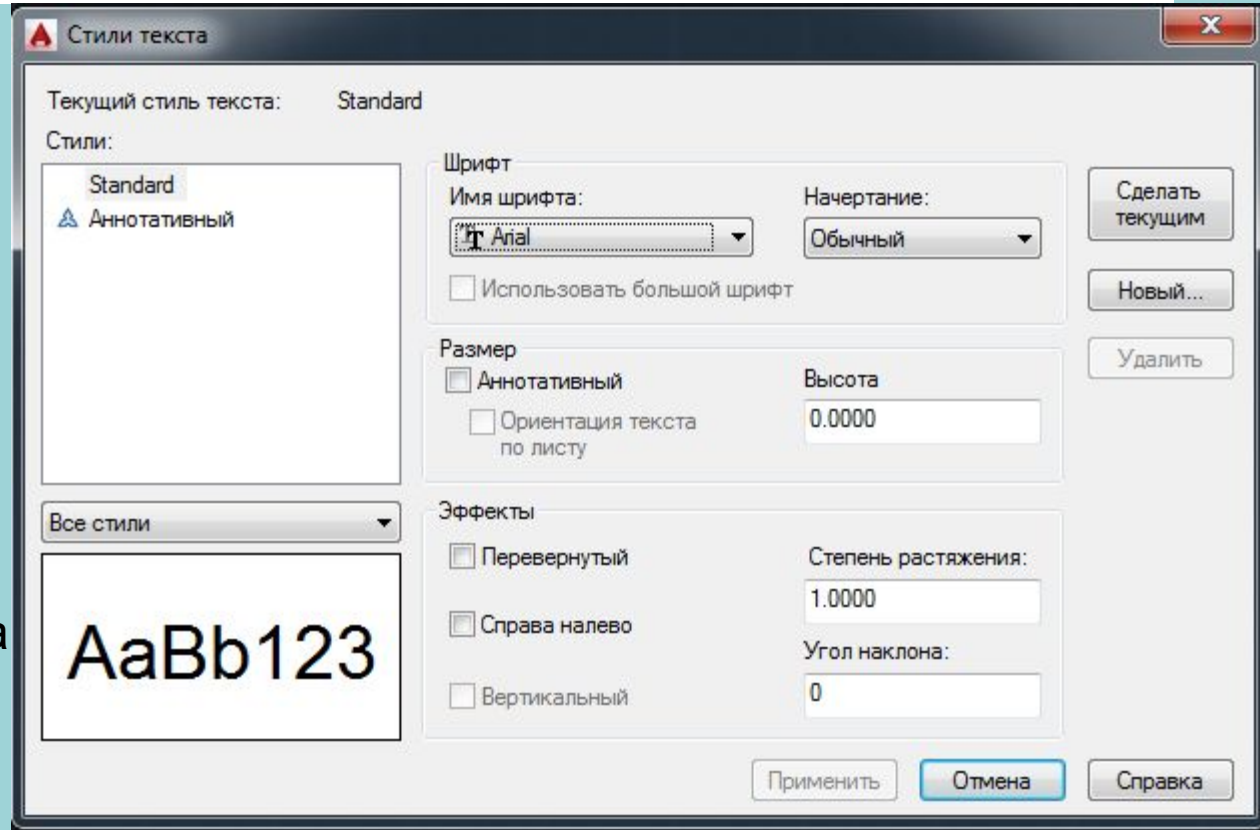 Стили текста
Текущий стиль текста: Standard
Стили:
Standard
Аннотативный
Все стили
AaBb123
Шрифт
Имя шрифта:
Arial
Начертание:
Обычный
Использовать большой шрифт
Размер
Аннотативный
Ориентация текста
по листу
Высота
0.0000
Эффекты
Перевернутый
Справа налево
Вертикальный
Степень растяжения:
1.0000
Угол наклона:
0
Сделать
текущим
Новый...
Удалить
Применить
Отмена
Справка